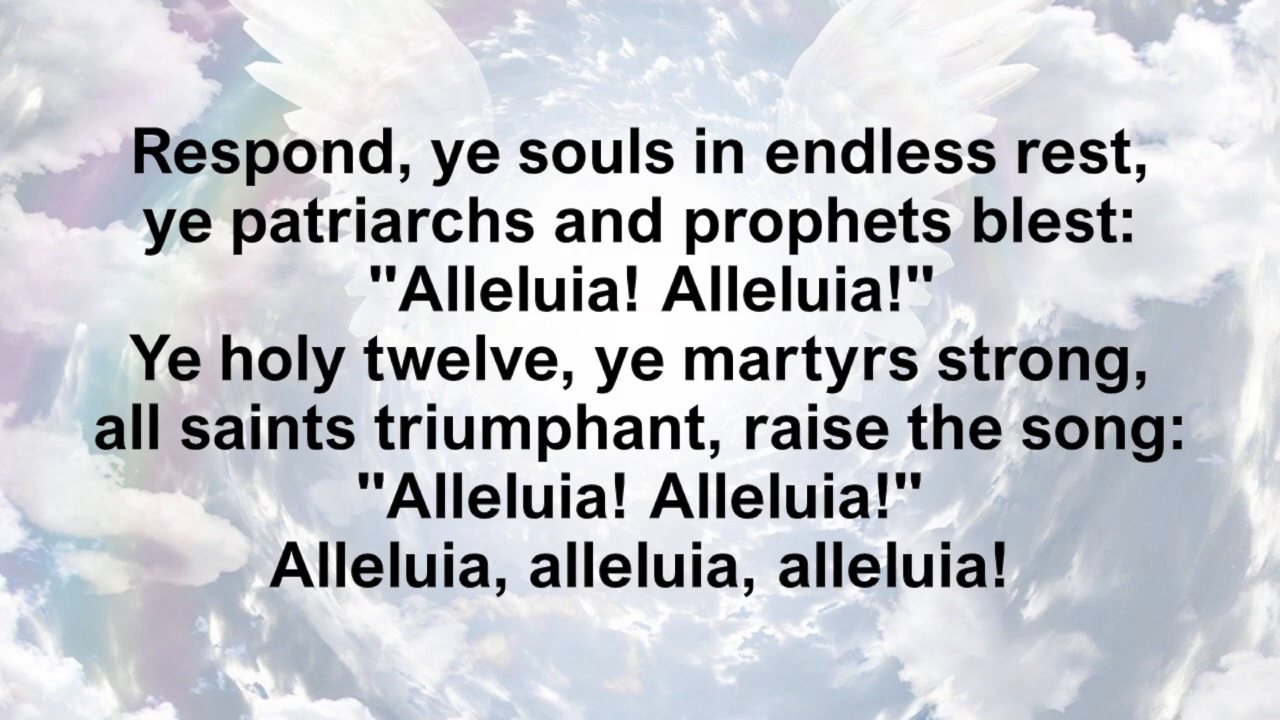 Respond, ye souls in endless rest,
ye patriarchs and prophets blest:
"Alleluia! Alleluia!"
Ye holy twelve, ye martyrs strong,
all saints triumphant, raise the song:
"Alleluia! Alleluia!"
Alleluia, alleluia, alleluia!